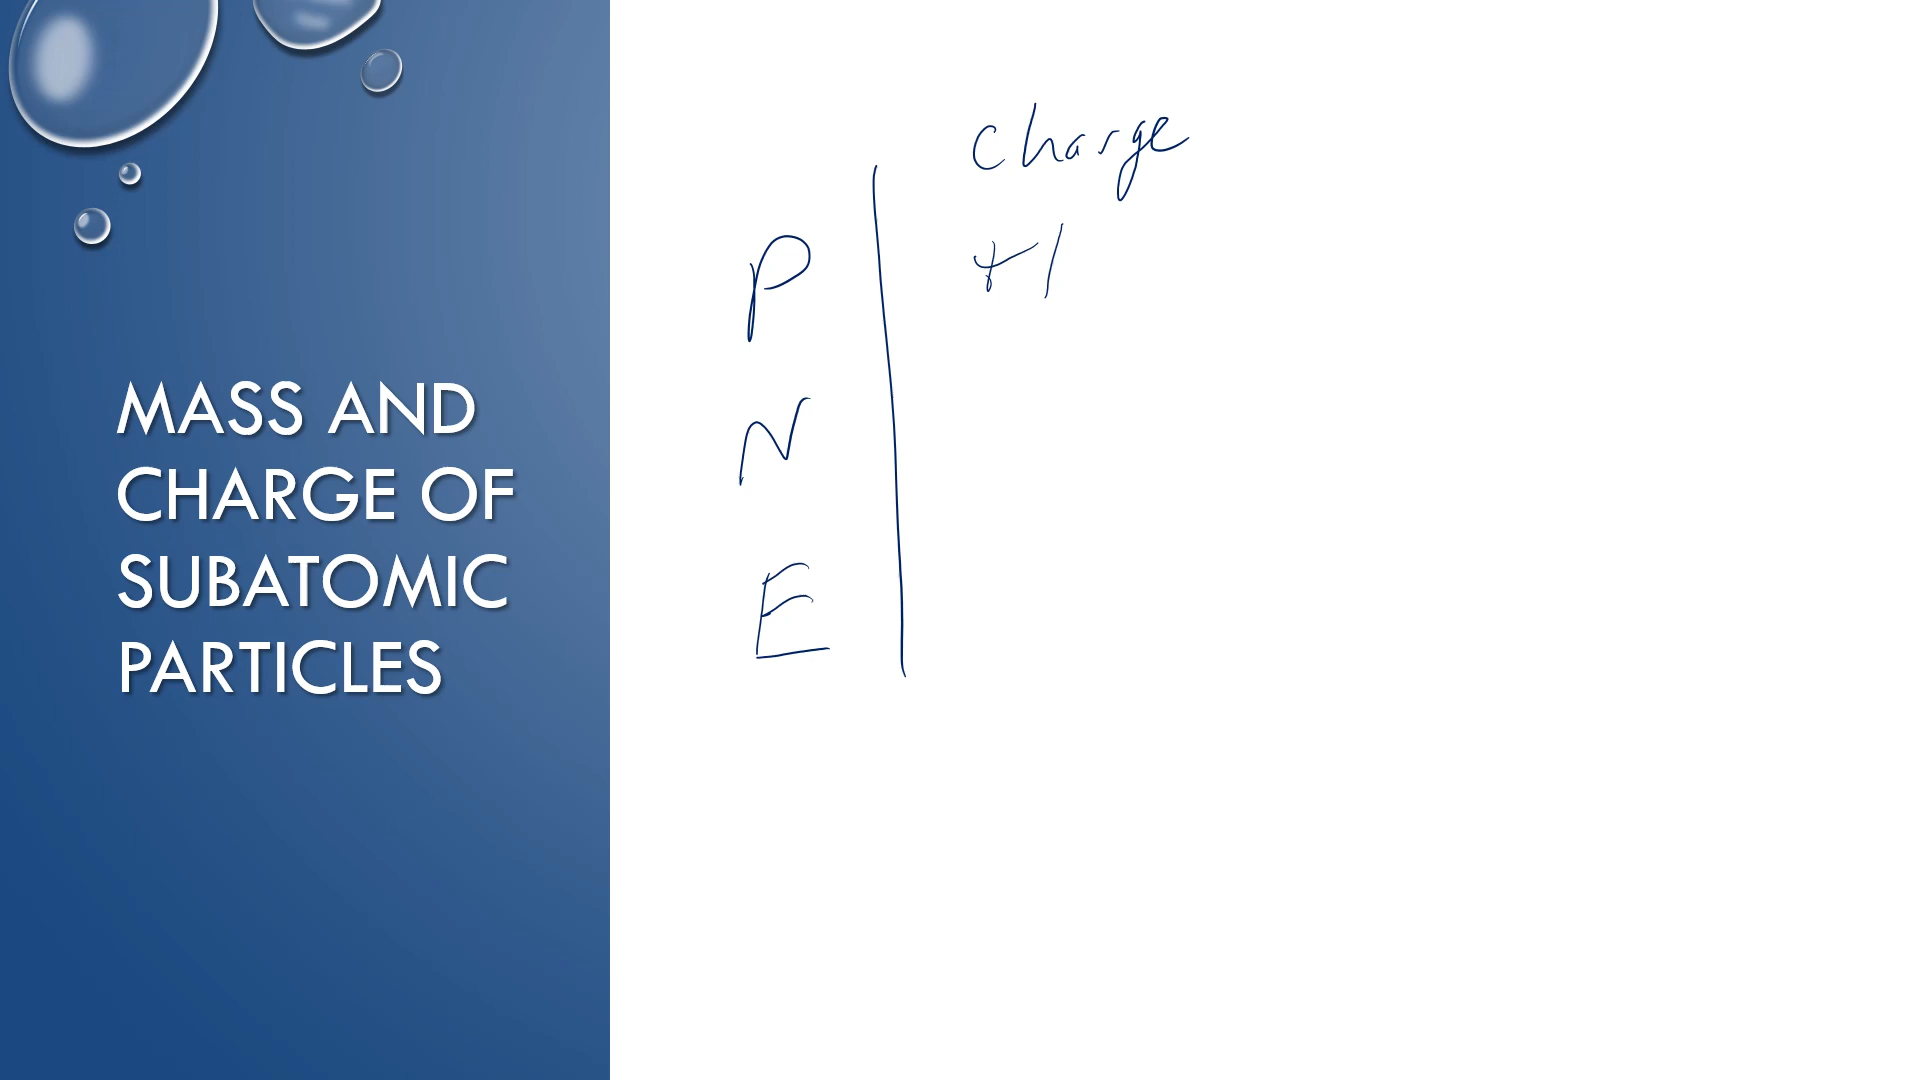 MASS AND
CHARGE OF
SUBATOMIC
PARTICLES
charge
P +1
N
E